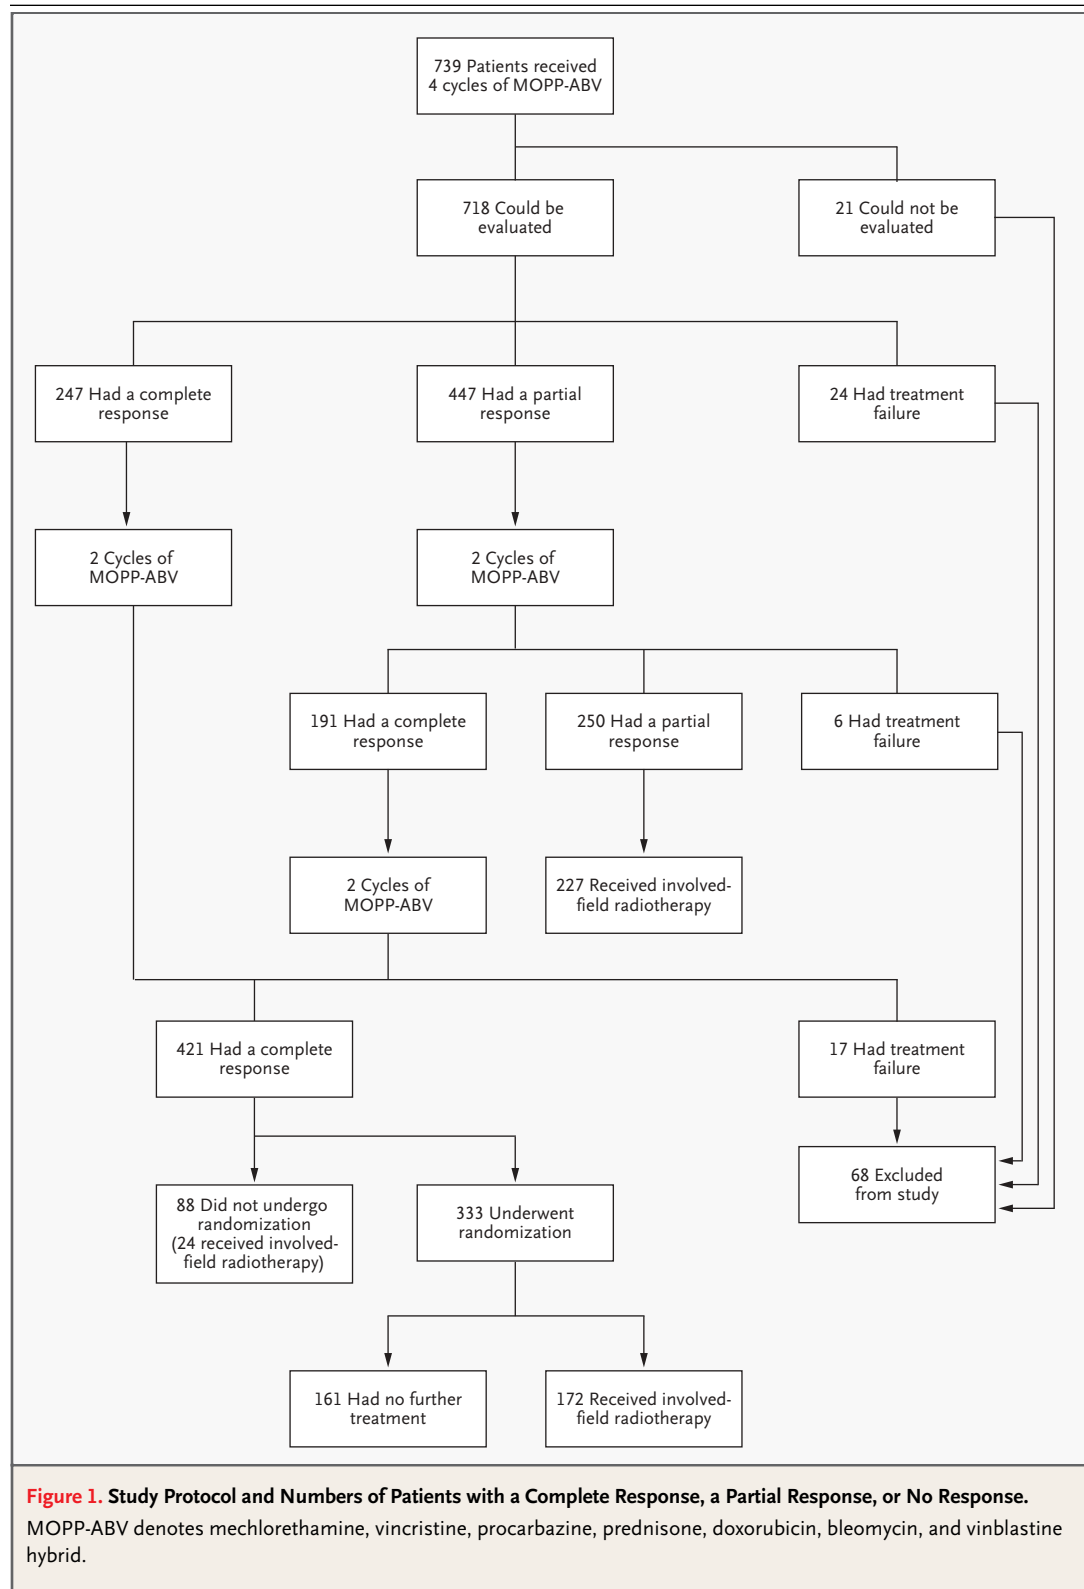 739 Patients received
4 cycles of MOPP-ABV
718 Could be
evaluated
21 Could not be
evaluated
247 Had a complete
response
447 Had a partial
response
24 Had treatment
failure
2 Cycles of
MOPP-ABV
2 Cycles of
MOPP-ABV
191 Had a complete
response
250 Had a partial
response
6 Had treatment
failure
2 Cycles of
MOPP-ABV
227 Received involved-
field radiotherapy
421 Had a complete
response
17 Had treatment
failure
68 Excluded
from study
88 Did not undergo
randomization
(24 received involved-
field radiotherapy)
333 Underwent
randomization
161 Had no further
treatment
172 Received involved-
field radiotherapy
Figure 1. Study Protocol and Numbers of Patients with a Complete Response, a Partial Response, or No Response.
MOPP-ABV denotes mechlorethamine, vincristine, procarbazine, prednisone, doxorubicin, bleomycin, and vinblastine
hybrid.